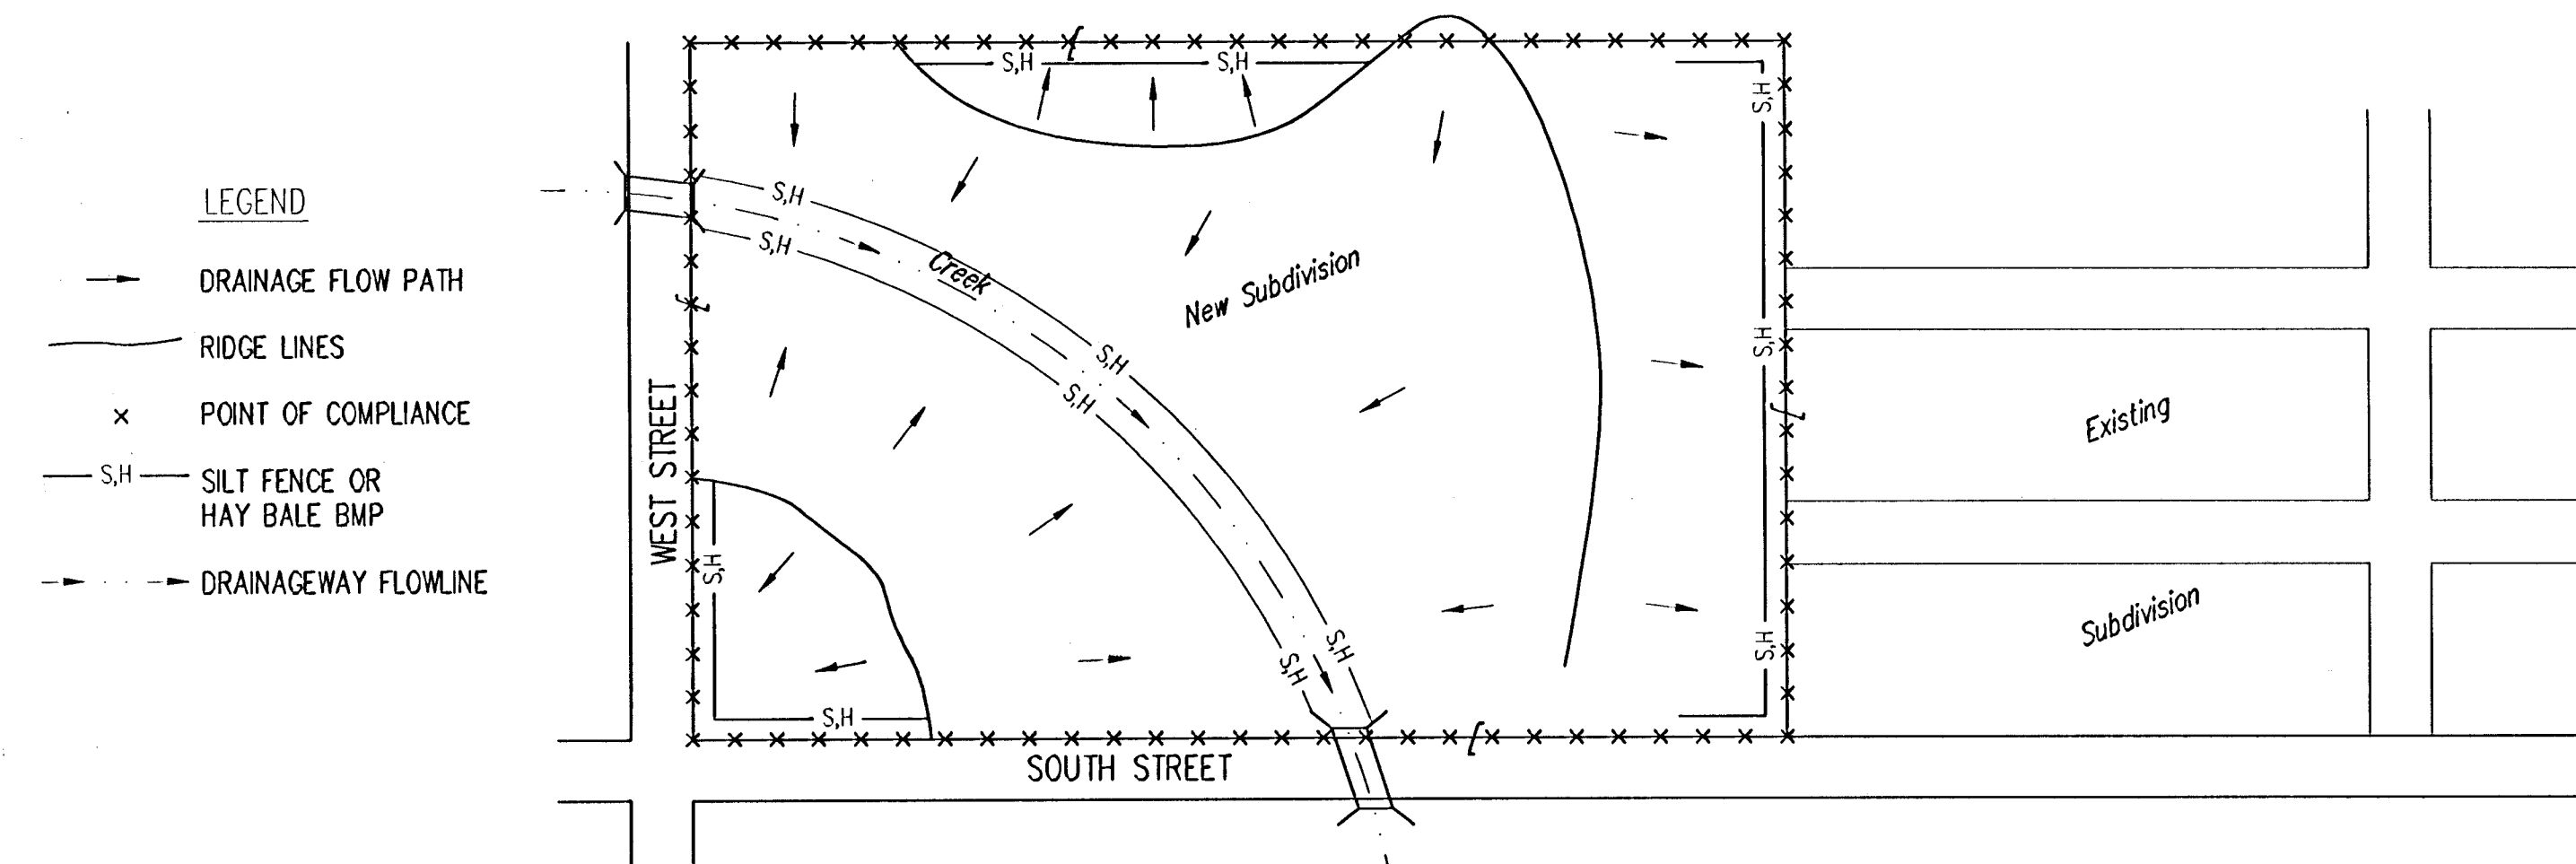 LEGEND
DRAINAGE FLOW PATH
RIDGE LINES
POINT OF COMPLIANCE
S,H
SILT FENCE OR
HAY BALE BMP
DRAINAGEWAY FLOWLINE
S,H
S,H
S,H
S,H
S,H
Creek
New Subdivision
S,H
S,H
S,H
WEST STREET
S,H
S,H
S,H
S,H
S,H
SOUTH STREET
Existing
Subdivision